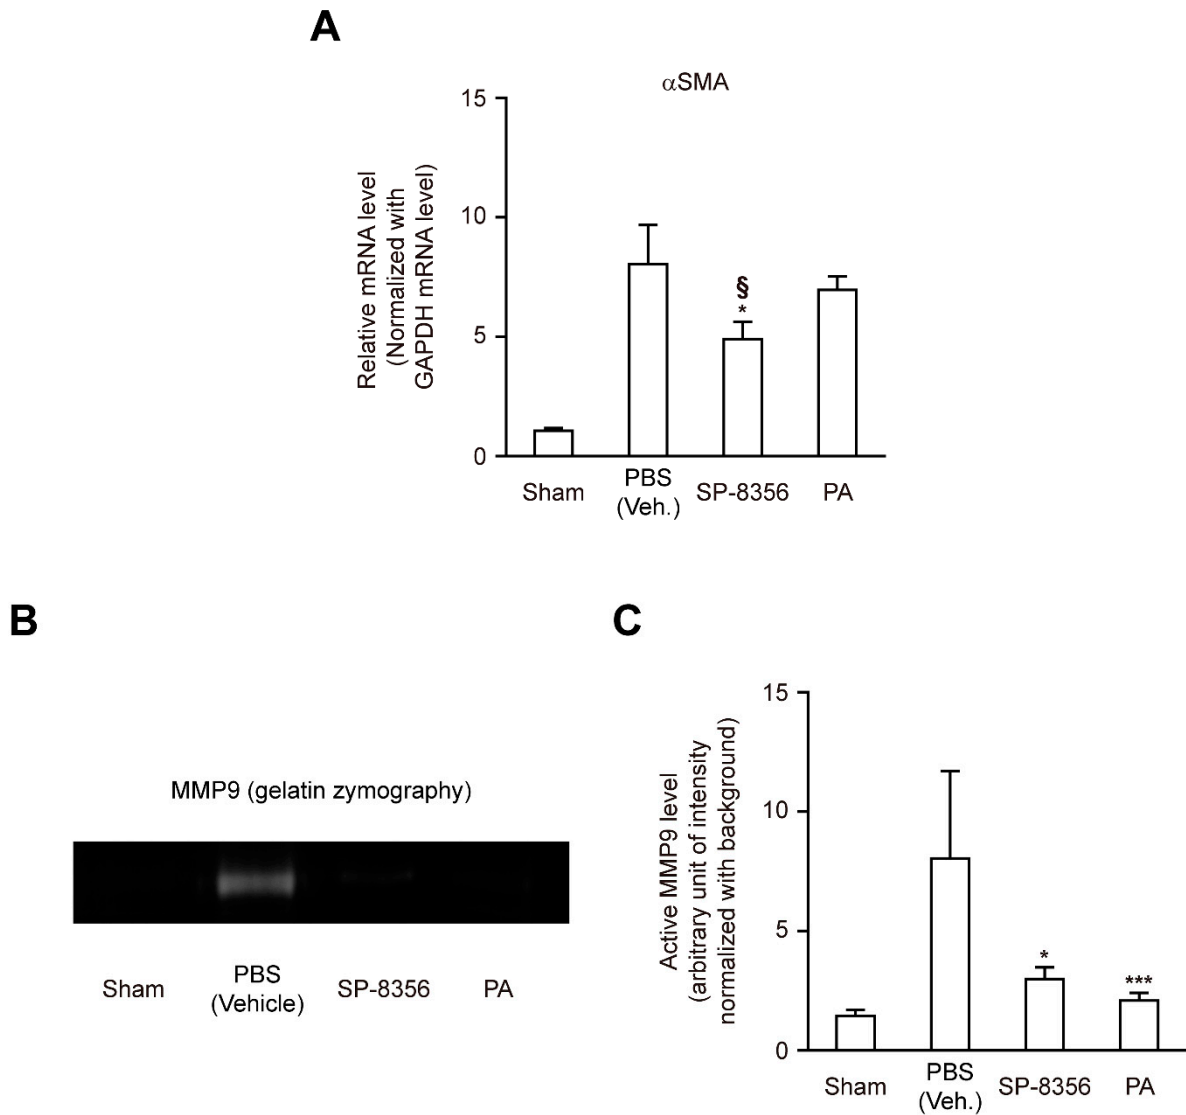 A
αSMA
Relative mRNA level
(Normalized with
GAPDH mRNA level)
15
10
5
0
§
*
Sham
PBS
(Veh.)
SP-8356
PA
B
MMP9 (gelatin zymography)
Sham
PBS
(Vehicle)
SP-8356
PA
C
Active MMP9 level
(arbitrary unit of intensity
normalized with background)
15
10
5
0
*
***
Sham
PBS
(Veh.)
SP-8356
PA